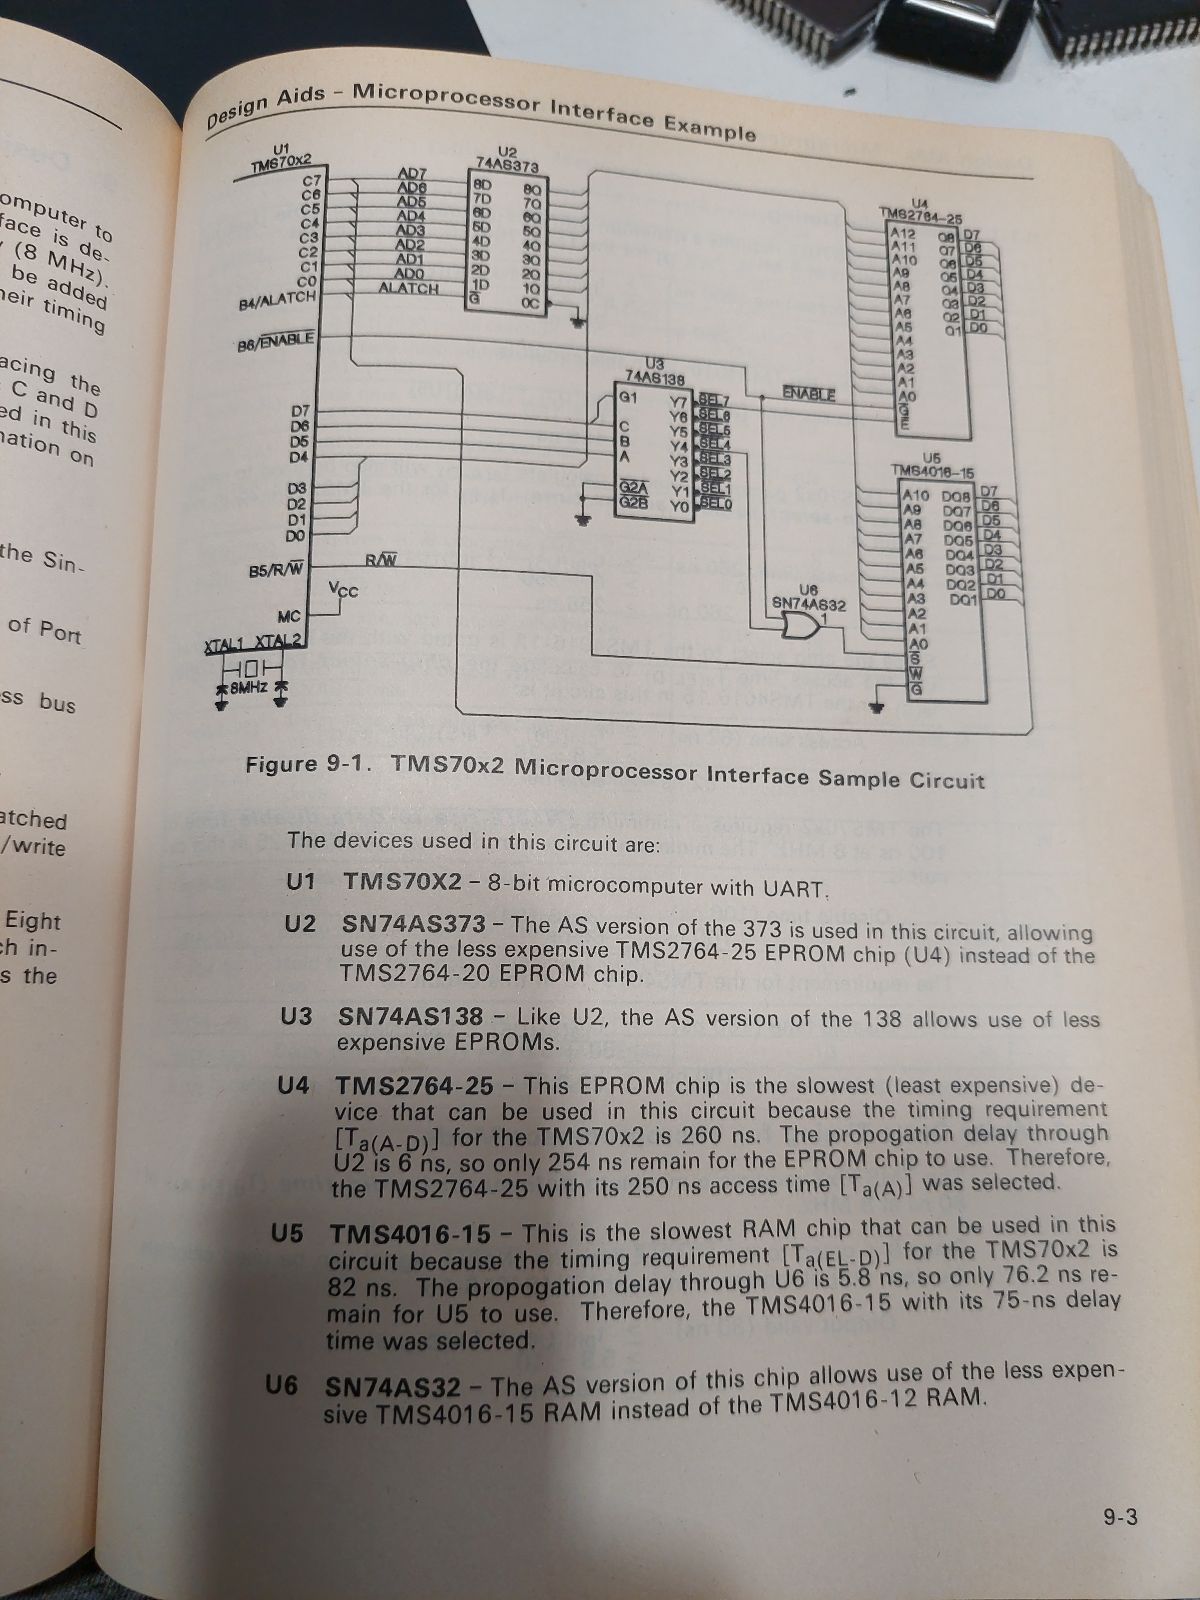 omputer to
face is de-
(8 MHz).
be added
heir timing
acing the
C and D
ed in this
mation on
the Sin-
of Port
ss bus
atched
/write
Eight
ch in-
s the
Design Aids - Microprocessor Interface Example
U1
TMS70x2
C7
C6
C5
C4
C3
C2
C1
C0
B4/ALATCH
B6/ENABLE
D7
D6
D5
D4
D3
D2
D1
D0
B5/R/W
MC
XTAL1 XTAL2
8MHz
VCC
R/W
AD7
AD6
AD5
AD4
AD3
AD2
AD1
AD0
ALATCH
U2
74AS373
8D 8Q
7D 7Q
6D 6Q
5D 5Q
4D 4Q
3D 3Q
2D 2Q
1D 1Q
G OC
U3
74AS138
G1
C
B
A
G2A
G2B
Y7 SEL7
Y6 SEL6
Y5 SEL5
Y4 SEL4
Y3 SEL3
Y2 SEL2
Y1 SEL1
Y0 SEL0
ENABLE
U4
TMS2764-25
A12
A11
A10
A9
A8
A7
A6
A5
A4
A3
A2
A1
A0
G
E
Q8 D7
Q7 D6
Q6 D5
Q5 D4
Q4 D3
Q3 D2
Q2 D1
Q1 D0
U5
TMS4016-15
A10 DQ8 D7
A9 DQ7 D6
A8 DQ6 D5
A7 DQ5 D4
A6 DQ4 D3
A5 DQ3 D2
A4 DQ2 D1
A3 DQ1 D0
A2
A1
A0
S
W
G
U6
SN74AS32
1
Figure 9-1. TMS70x2 Microprocessor Interface Sample Circuit
The devices used in this circuit are:
U1 TMS70X2 - 8-bit microcomputer with UART.
U2 SN74AS373 - The AS version of the 373 is used in this circuit, allowing
use of the less expensive TMS2764-25 EPROM chip (U4) instead of the
TMS2764-20 EPROM chip.
U3 SN74AS138 - Like U2, the AS version of the 138 allows use of less
expensive EPROMs.
U4 TMS2764-25 - This EPROM chip is the slowest (least expensive) de-
vice that can be used in this circuit because the timing requirement
[Ta(A-D)] for the TMS70x2 is 260 ns. The propogation delay through
U2 is 6 ns, so only 254 ns remain for the EPROM chip to use. Therefore,
the TMS2764-25 with its 250 ns access time [Ta(A)] was selected.
U5 TMS4016-15 - This is the slowest RAM chip that can be used in this
circuit because the timing requirement [Ta(EL-D)] for the TMS70x2 is
82 ns. The propogation delay through U6 is 5.8 ns, so only 76.2 ns re-
main for U5 to use. Therefore, the TMS4016-15 with its 75-ns delay
time was selected.
U6 SN74AS32 - The AS version of this chip allows use of the less expen-
sive TMS4016-15 RAM instead of the TMS4016-12 RAM.
9-3